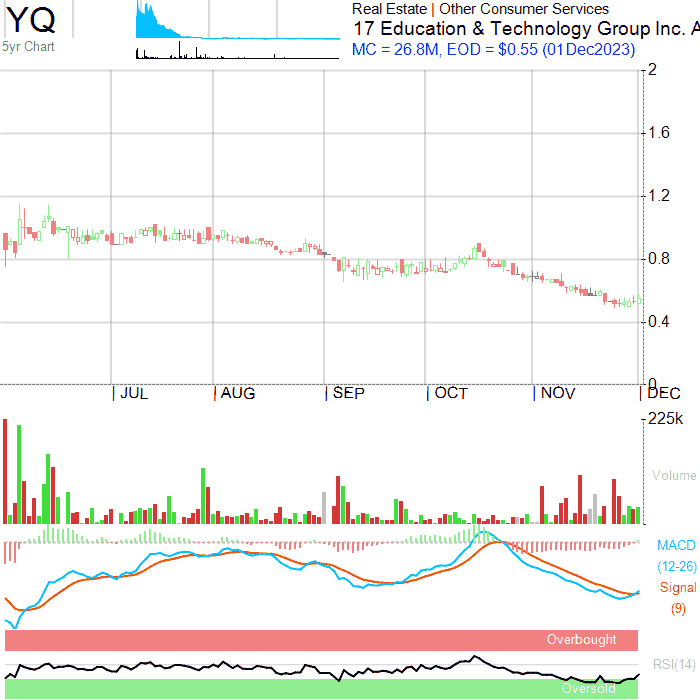 YQ
5yr Chart
Real Estate | Other Consumer Services
17 Education & Technology Group Inc. A
MC = 26.8M, EOD = $0.55 (01Dec2023)
2
1.6
1.2
0.8
0.4
0
JUL AUG SEP OCT NOV DEC
225k
Volume
MACD
(12-26)
Signal
(9)
Overbought
RSI(14)
Oversold